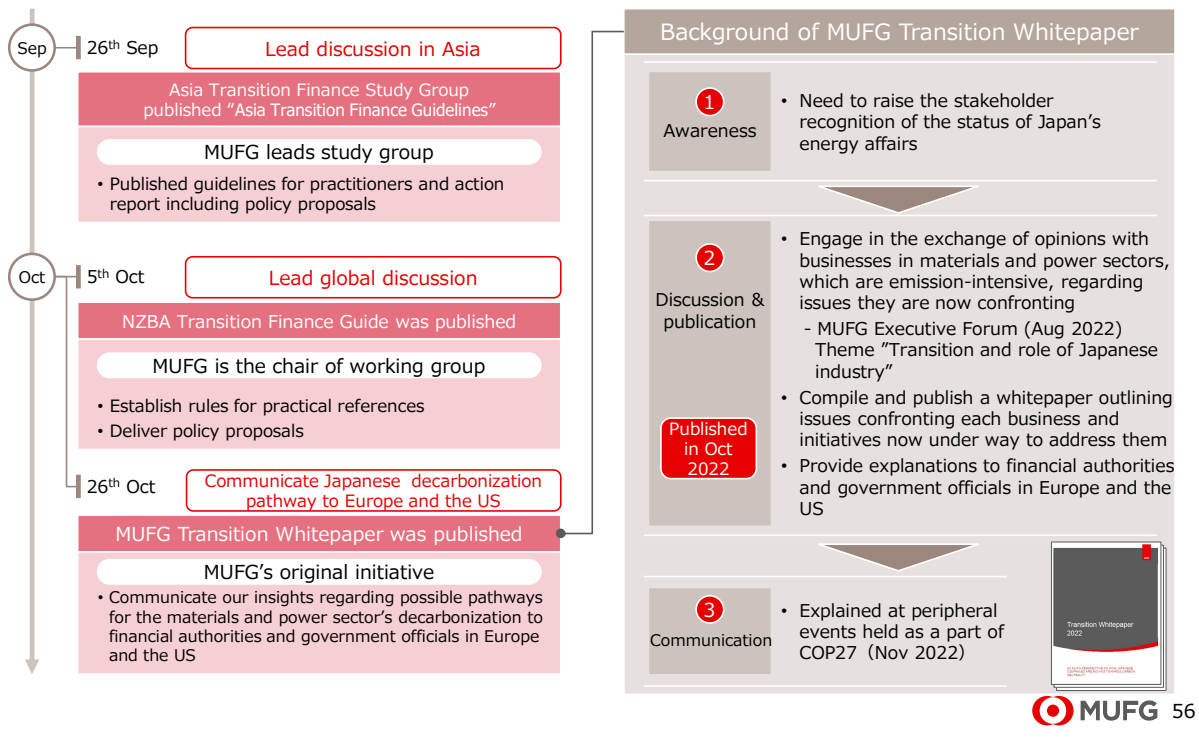 Sep
26th Sep
Lead discussion in Asia
Asia Transition Finance Study Group
published “Asia Transition Finance Guidelines”
MUFG leads study group
• Published guidelines for practitioners and action
report including policy proposals
Oct
5th Oct
Lead global discussion
NZBA Transition Finance Guide was published
MUFG is the chair of working group
• Establish rules for practical references
• Deliver policy proposals
26th Oct
Communicate Japanese decarbonization
pathway to Europe and the US
MUFG Transition Whitepaper was published
MUFG’s original initiative
• Communicate our insights regarding possible pathways
for the materials and power sector’s decarbonization to
financial authorities and government officials in Europe
and the US
Background of MUFG Transition Whitepaper
1
Awareness
• Need to raise the stakeholder
recognition of the status of Japan’s
energy affairs
2
Discussion &
publication
Published
in Oct
2022
• Engage in the exchange of opinions with
businesses in materials and power sectors,
which are emission-intensive, regarding
issues they are now confronting
- MUFG Executive Forum (Aug 2022)
Theme ”Transition and role of Japanese
industry”
• Compile and publish a whitepaper outlining
issues confronting each business and
initiatives now under way to address them
• Provide explanations to financial authorities
and government officials in Europe and the
US
3
Communication
• Explained at peripheral
events held as a part of
COP27（Nov 2022）
Transition Whitepaper
2022
MUFG 56